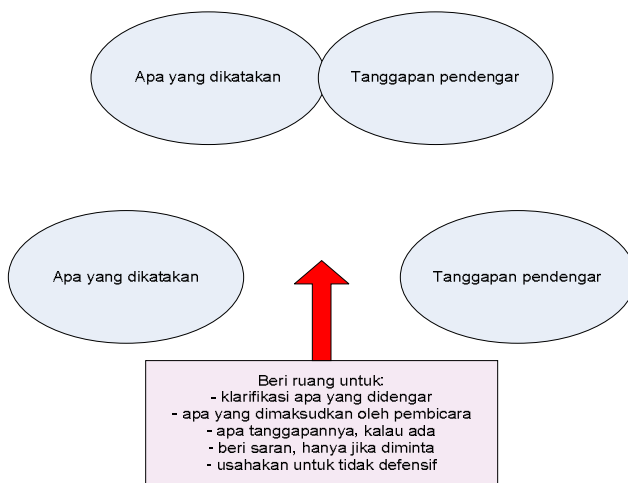 Apa yang dikatakan
Tanggapan pendengar
Apa yang dikatakan
Tanggapan pendengar
Beri ruang untuk:
- klarifikasi apa yang didengar
- apa yang dimaksudkan oleh pembicara
- apa tanggapannya, kalau ada
- beri saran, hanya jika diminta
- usahakan untuk tidak defensif